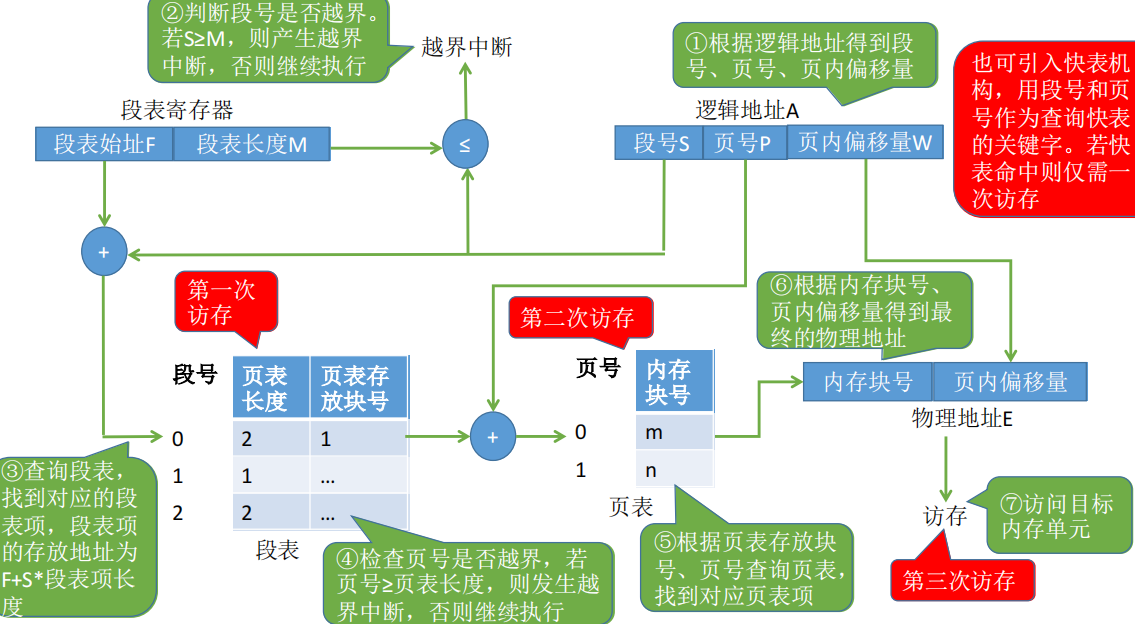 ②判断段号是否越界。
若S≥M，则产生越界
中断，否则继续执行
越界中断
①根据逻辑地址得到段
号、页号、页内偏移量
也可引入快表机
构，用段号和页
号作为查询快表
的关键字。若快
表命中则仅需一
次访存
段表寄存器
段表始址F
段表长度M
≤
逻辑地址A
段号S
页号P
页内偏移量W
+
第一次
访存
第二次访存
⑥根据内存块号、
页内偏移量得到最
终的物理地址
段号
页表
长度
页表存
放块号
0
2
1
1
1
...
2
2
...
段表
+
页号
内存
块号
0
m
1
n
页表
内存块号
页内偏移量
物理地址E
③查询段表，
找到对应的段
表项，段表项
的存放地址为
F+S*段表项长
度
④检查页号是否越界，若
页号≥页表长度，则发生越
界中断，否则继续执行
⑤根据页表存放块
号、页号查询页表，
找到对应页表项
访存
⑦访问目标
内存单元
第三次访存